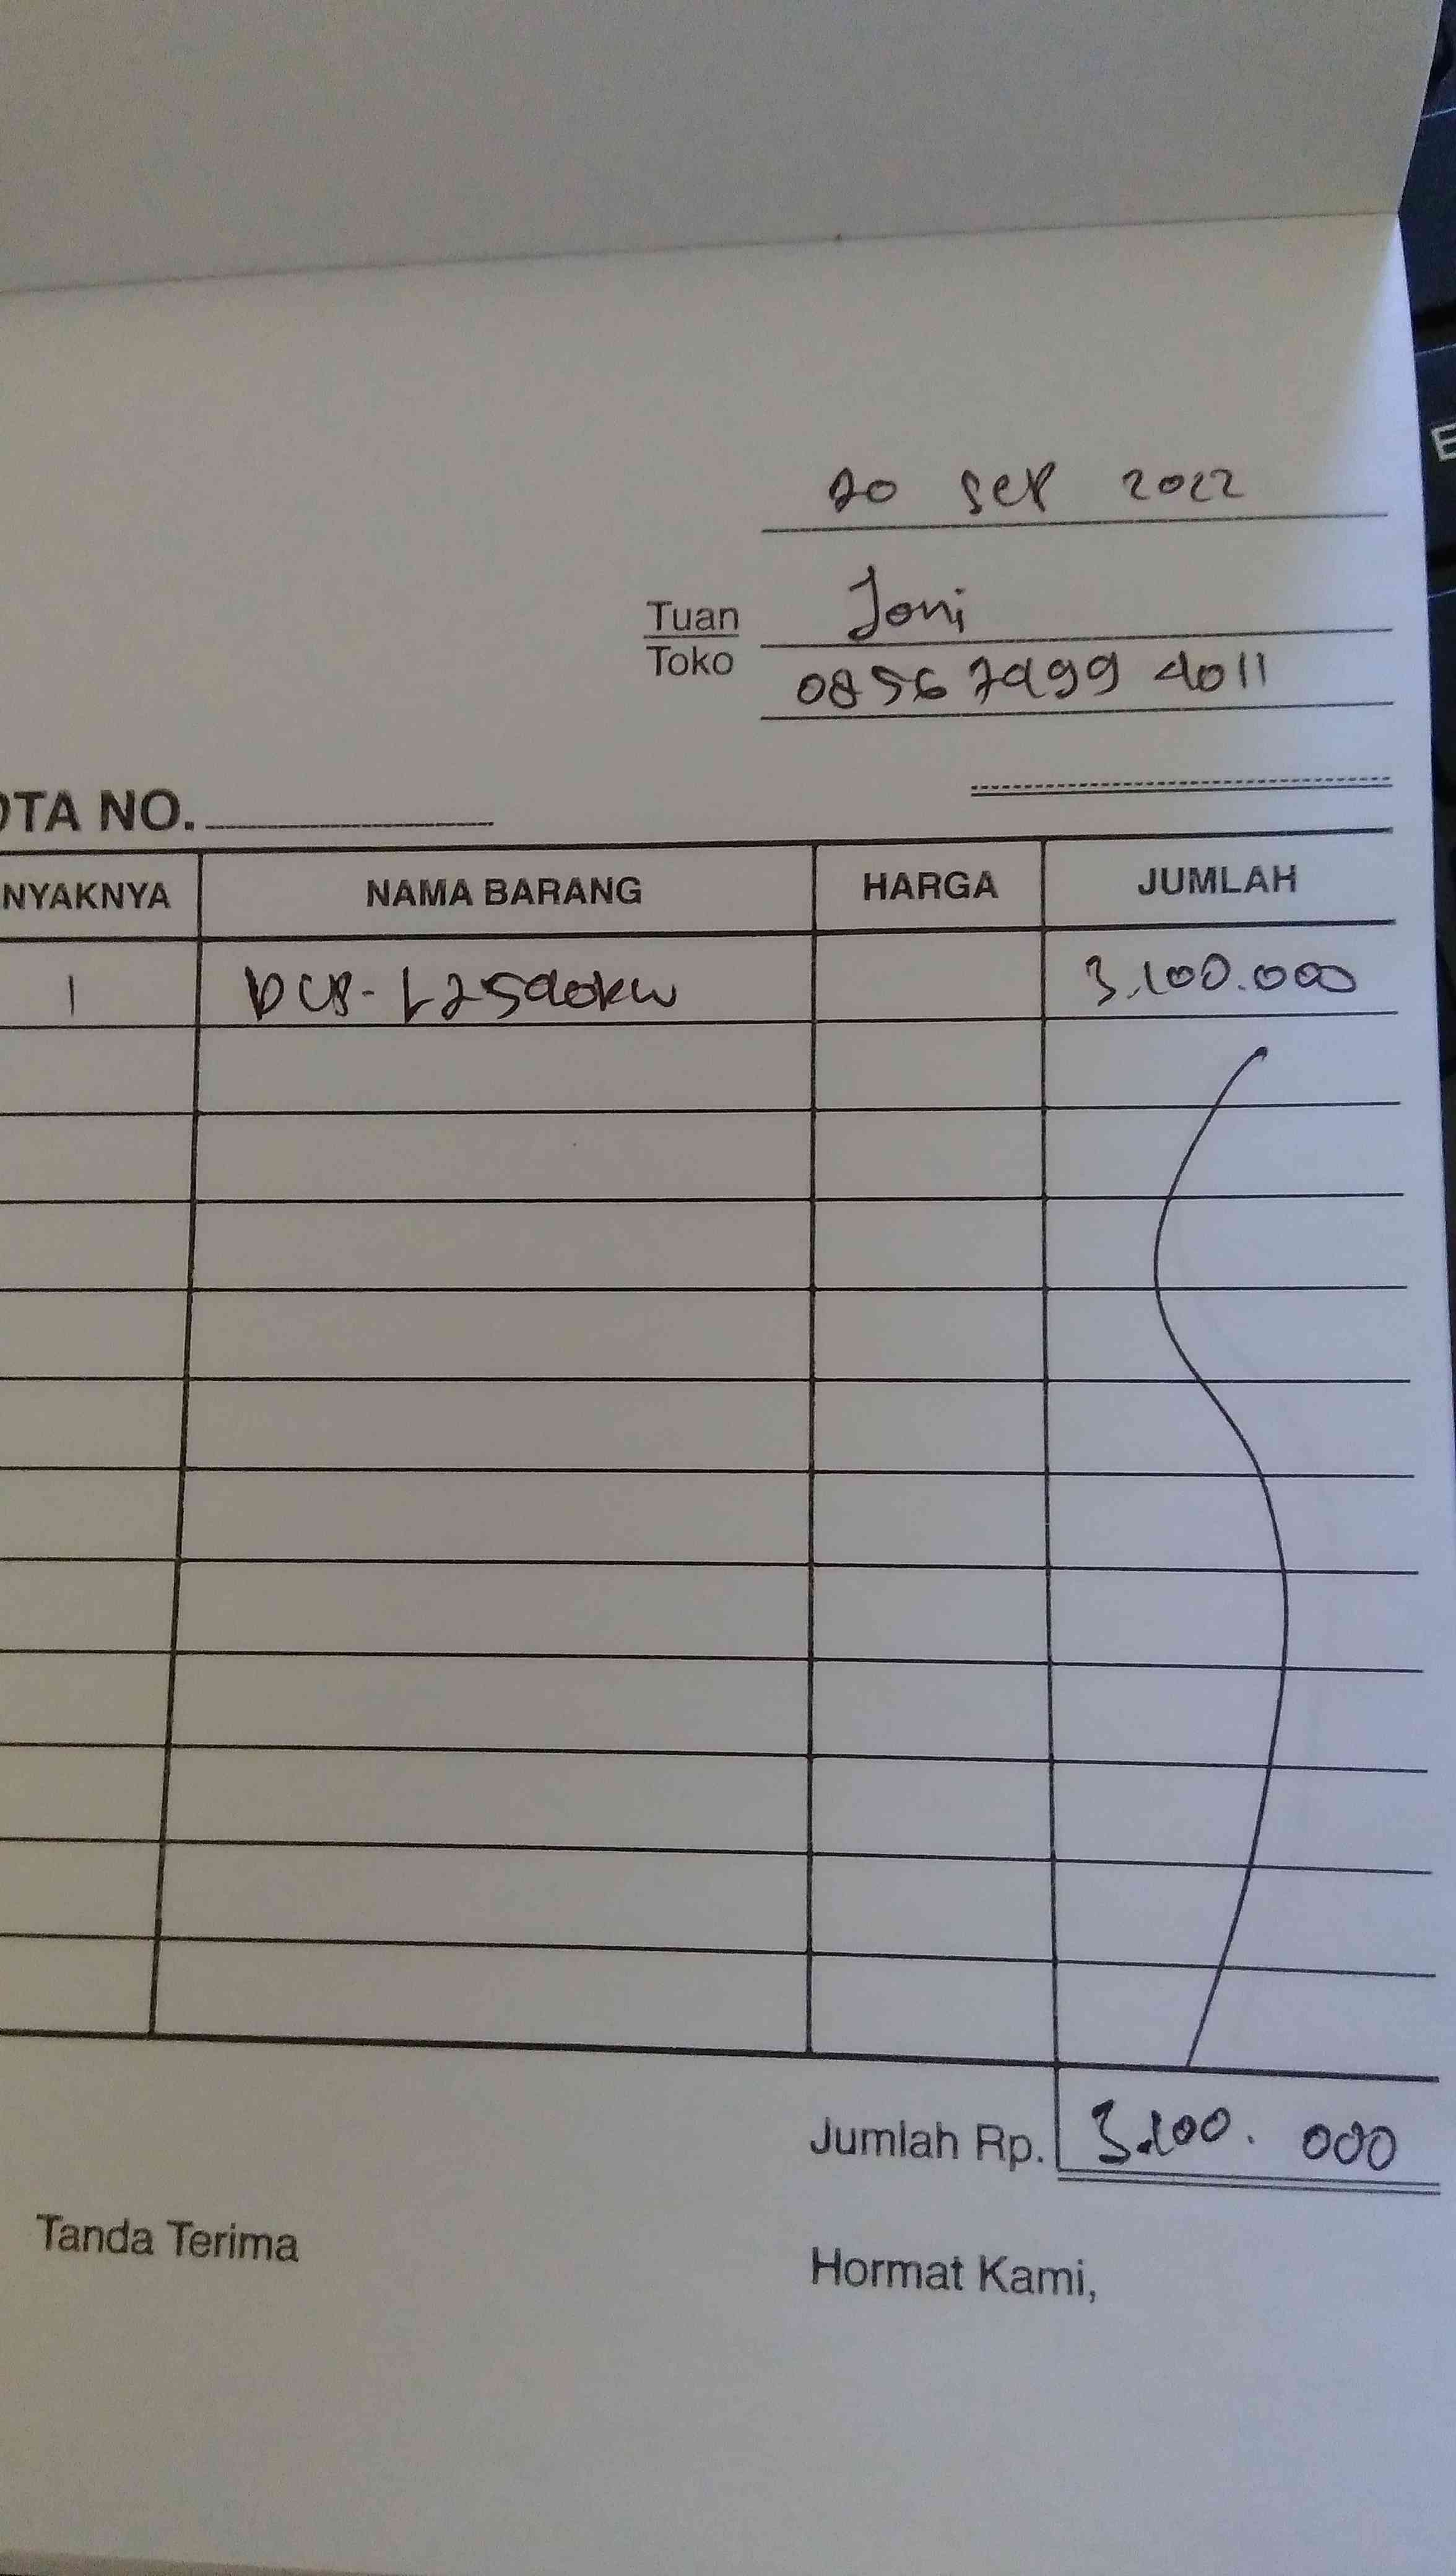 20 SEP 2022
Tuan Joni
Toko 0856 7499 4011
OTA NO.
NYAKNYA NAMA BARANG HARGA JUMLAH
1 DCP-L2540DW 3.100.000
Jumlah Rp. 3.100.000
Tanda Terima Hormat Kami,
E